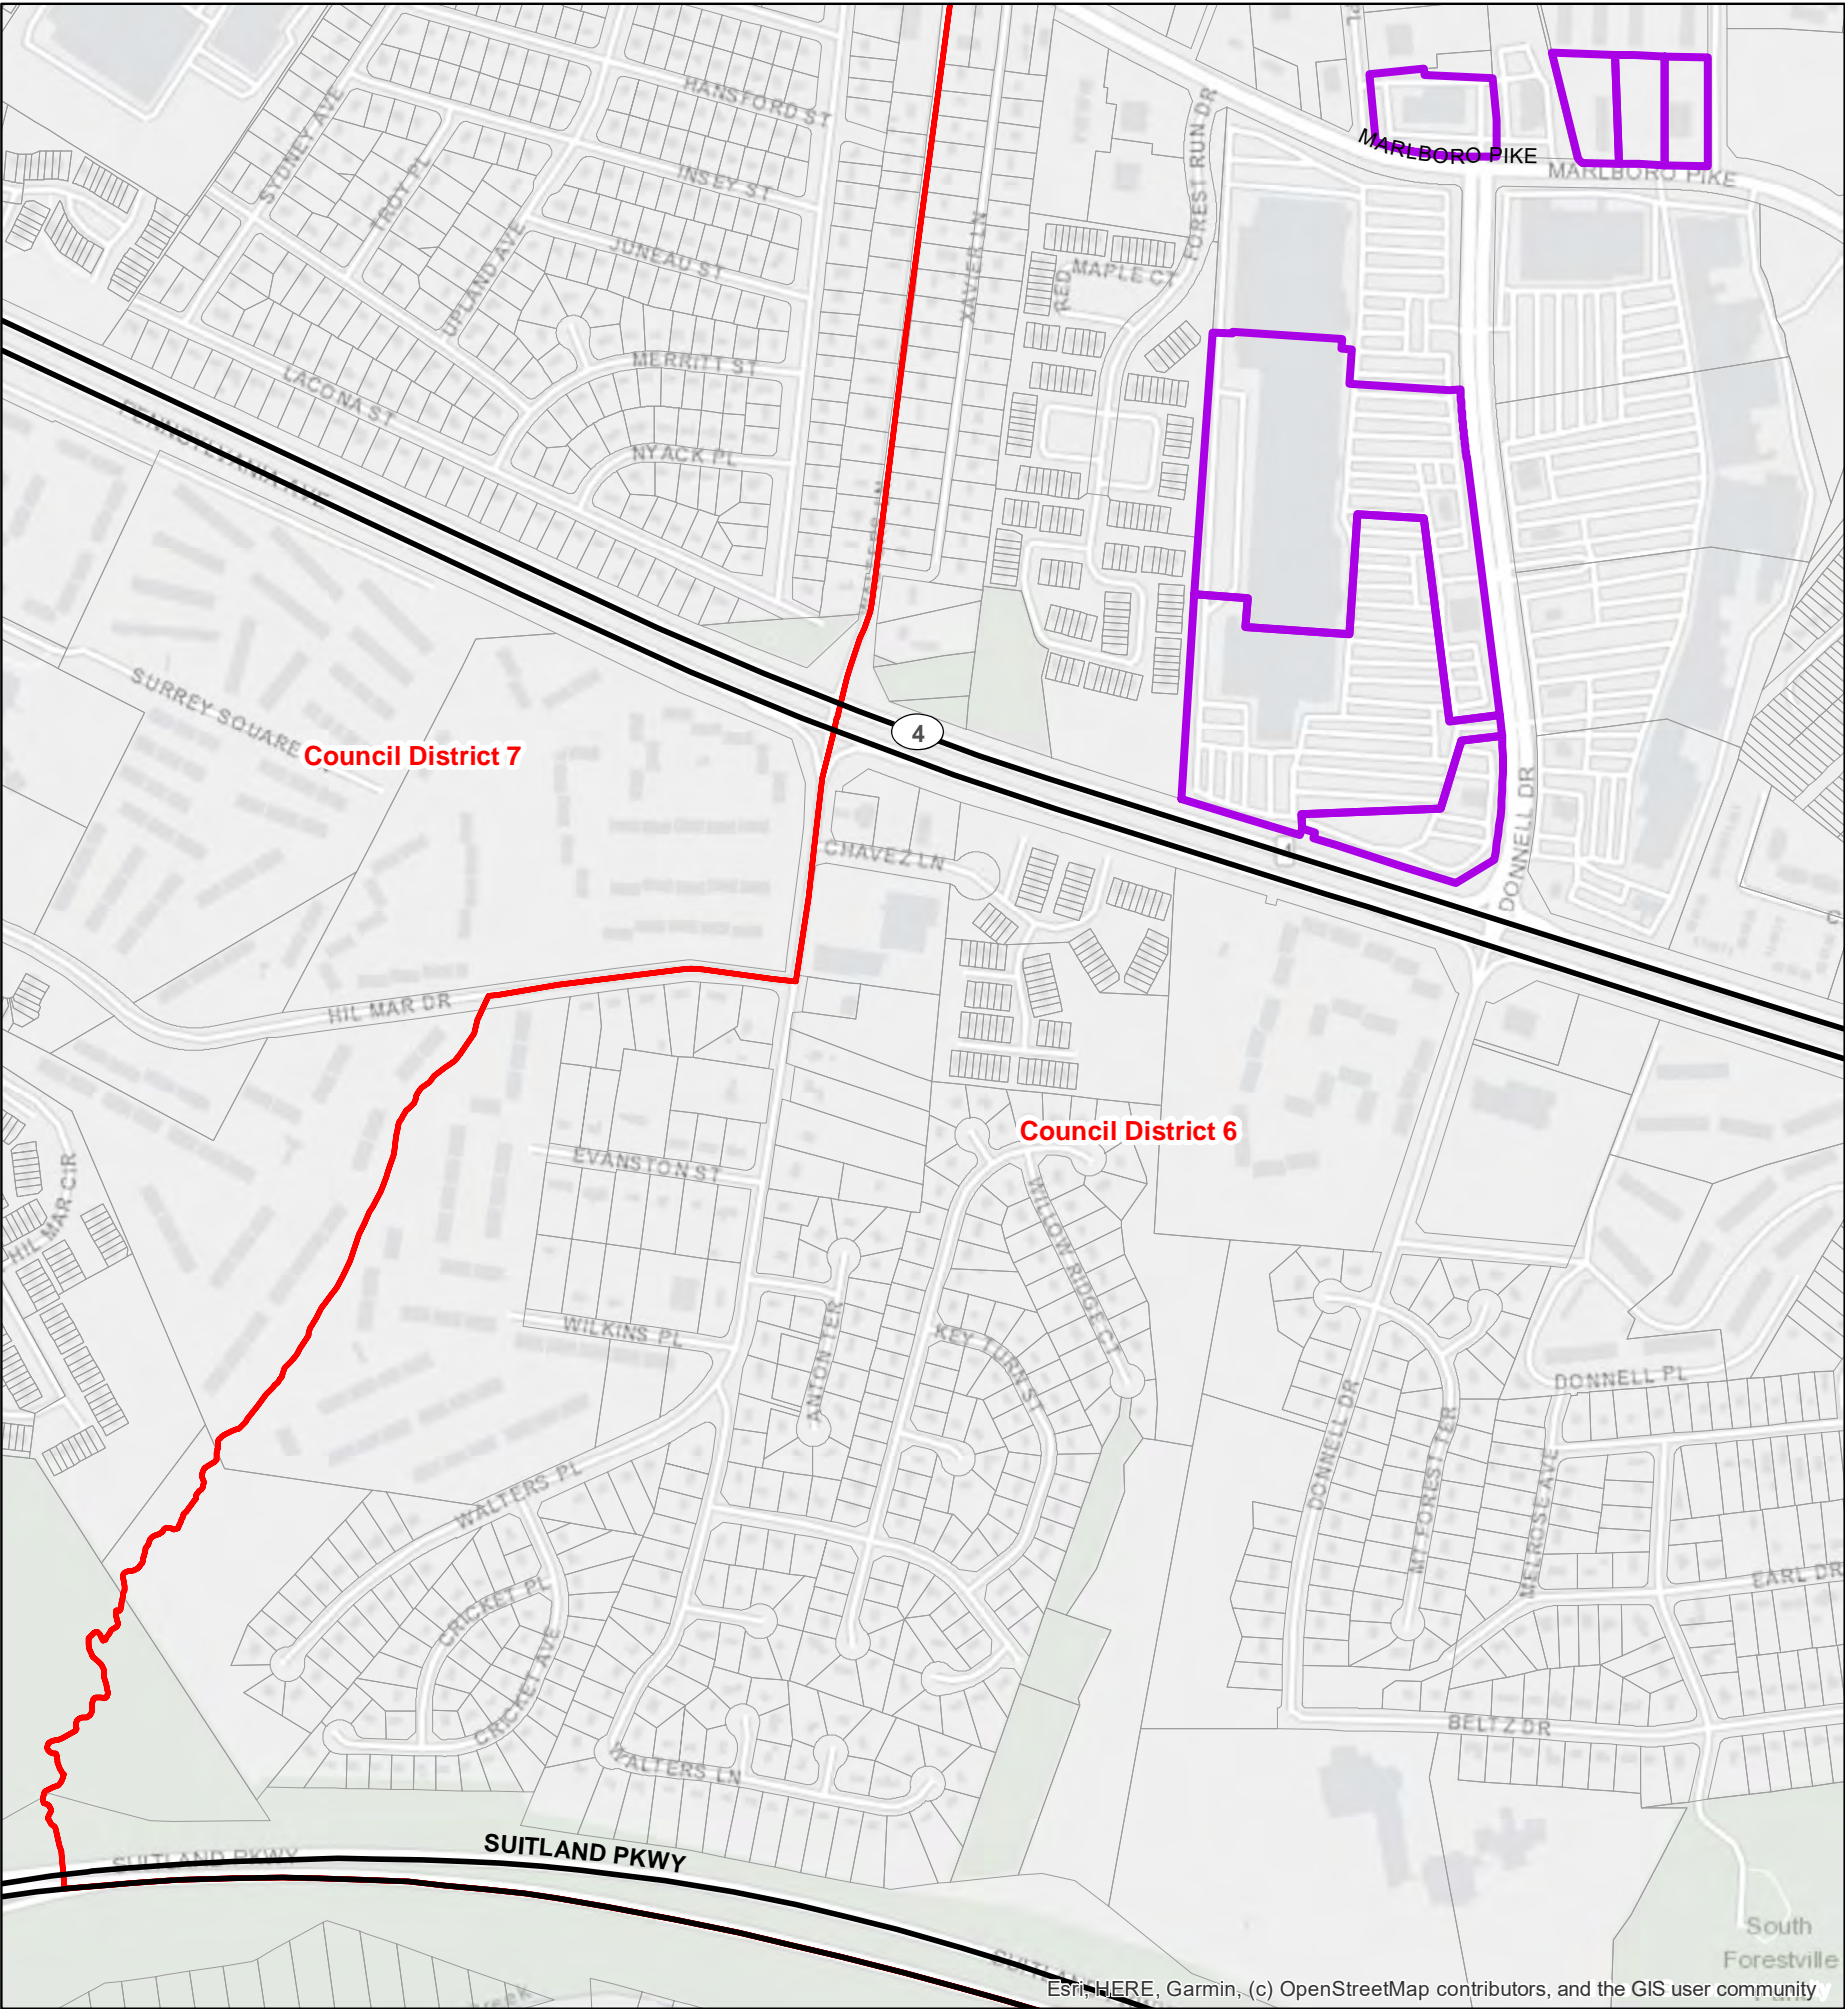 HANSFORD ST
SYDNEY AVE
FOREST RUN DR
PL
MARLBORO PIKE
MARLBORO PIKE
INSEY ST
TROY PL
JUNEAU ST
UPLAND AVE
XAVER LN
RED
MAPLE CT
MERRITT ST
LACONA ST
PENNSYLVANIA AVE
NYACK PL
SURREY SQUARE
4
Council District 7
CHAVEZ LN
4
DONNELL DR
HIL MAR DR
Council District 6
EVANSTON ST
HIL MAR CIR
WILLOW RIDGE CT
ANTON TER
WILKINS PL
KEY TURN ST
DONNELL PL
DONNELL DR
MT FOREST TER
MELROSE AVE
WALTERS PL
EARL DR
CRICKET PL
CRICKET AVE
BELTZ DR
WALTERS LN
SUITLAND PKWY
SUITLAND PKWY
South
Forestville
Esri, HERE, Garmin, (c) OpenStreetMap contributors, and the GIS user community